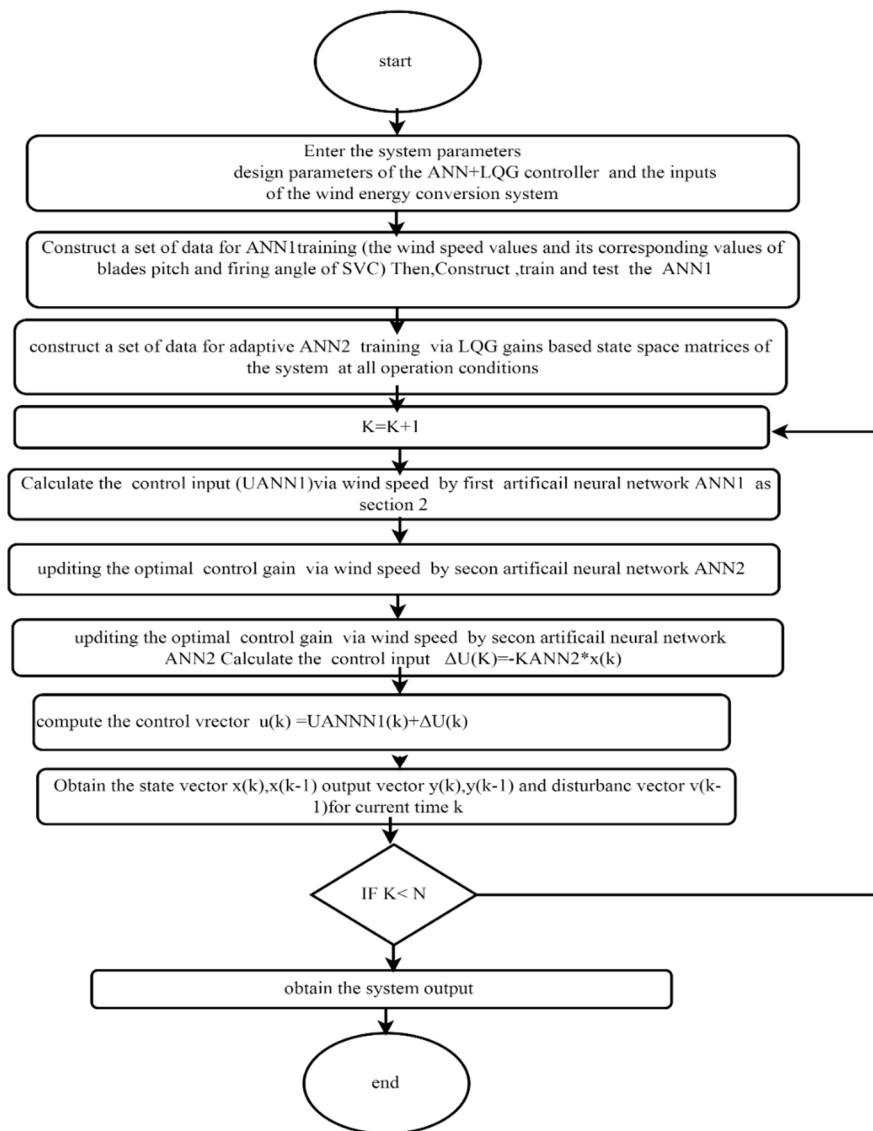 start
Enter the system parameters
design parameters of the ANN+LQG controller and the inputs
of the wind energy conversion system
Construct a set of data for ANN1training (the wind speed values and its corresponding values of
blades pitch and firing angle of SVC) Then,Construct ,train and test the ANN1
construct a set of data for adaptive ANN2 training via LQG gains based state space matrices of
the system at all operation conditions
K=K+1
Calculate the control input (UANN1)via wind speed by first artificail neural network ANN1 as
section 2
upditing the optimal control gain via wind speed by secon artificail neural network ANN2
upditing the optimal control gain via wind speed by secon artificail neural network
ANN2 Calculate the control input ΔU(K)=-KANN2*x(k)
compute the control vrector u(k) =UANNN1(k)+ΔU(k)
Obtain the state vector x(k),x(k-1) output vector y(k),y(k-1) and disturbanc vector v(k-
1)for current time k
IF K< N
obtain the system output
end